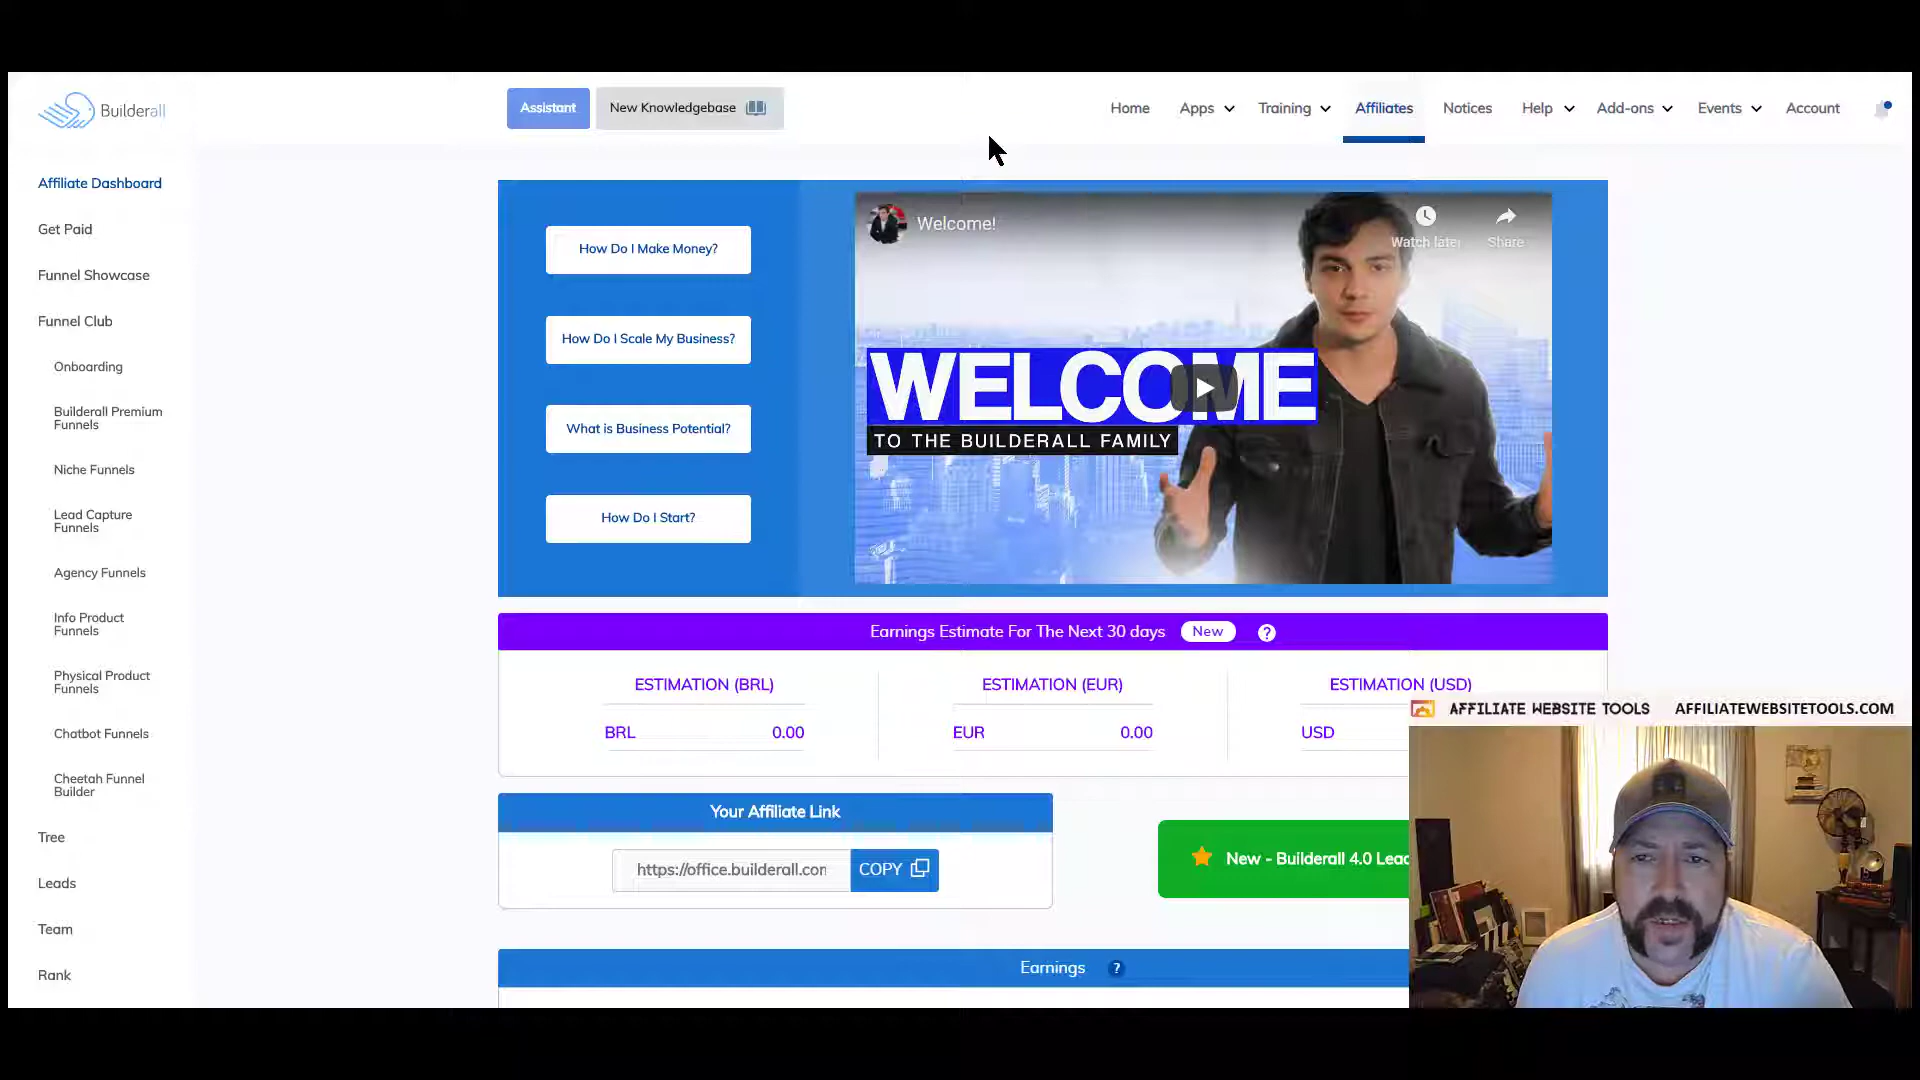 Builderall
Assistant
New Knowledgebase
Home
Apps
Training
Affiliates
Notices
Help
Add-ons
Events
Account
Affiliate Dashboard
Get Paid
Funnel Showcase
Funnel Club
Onboarding
Builderall Premium
Funnels
Niche Funnels
Lead Capture
Funnels
Agency Funnels
Info Product
Funnels
Physical Product
Funnels
Chatbot Funnels
Cheetah Funnel
Builder
Tree
Leads
Team
Rank
How Do I Make Money?
How Do I Scale My Business?
What is Business Potential?
How Do I Start?
Welcome!
Watch later
Share
WELCOME
TO THE BUILDERALL FAMILY
Earnings Estimate For The Next 30 days
New
?
ESTIMATION (BRL)
BRL 0.00
ESTIMATION (EUR)
EUR 0.00
ESTIMATION (USD)
USD
AFFILIATE WEBSITE TOOLS
AFFILIATEWEBSITETOOLS.COM
Your Affiliate Link
https://office.builderall.com
COPY
New - Builderall 4.0 Lead
Earnings
?